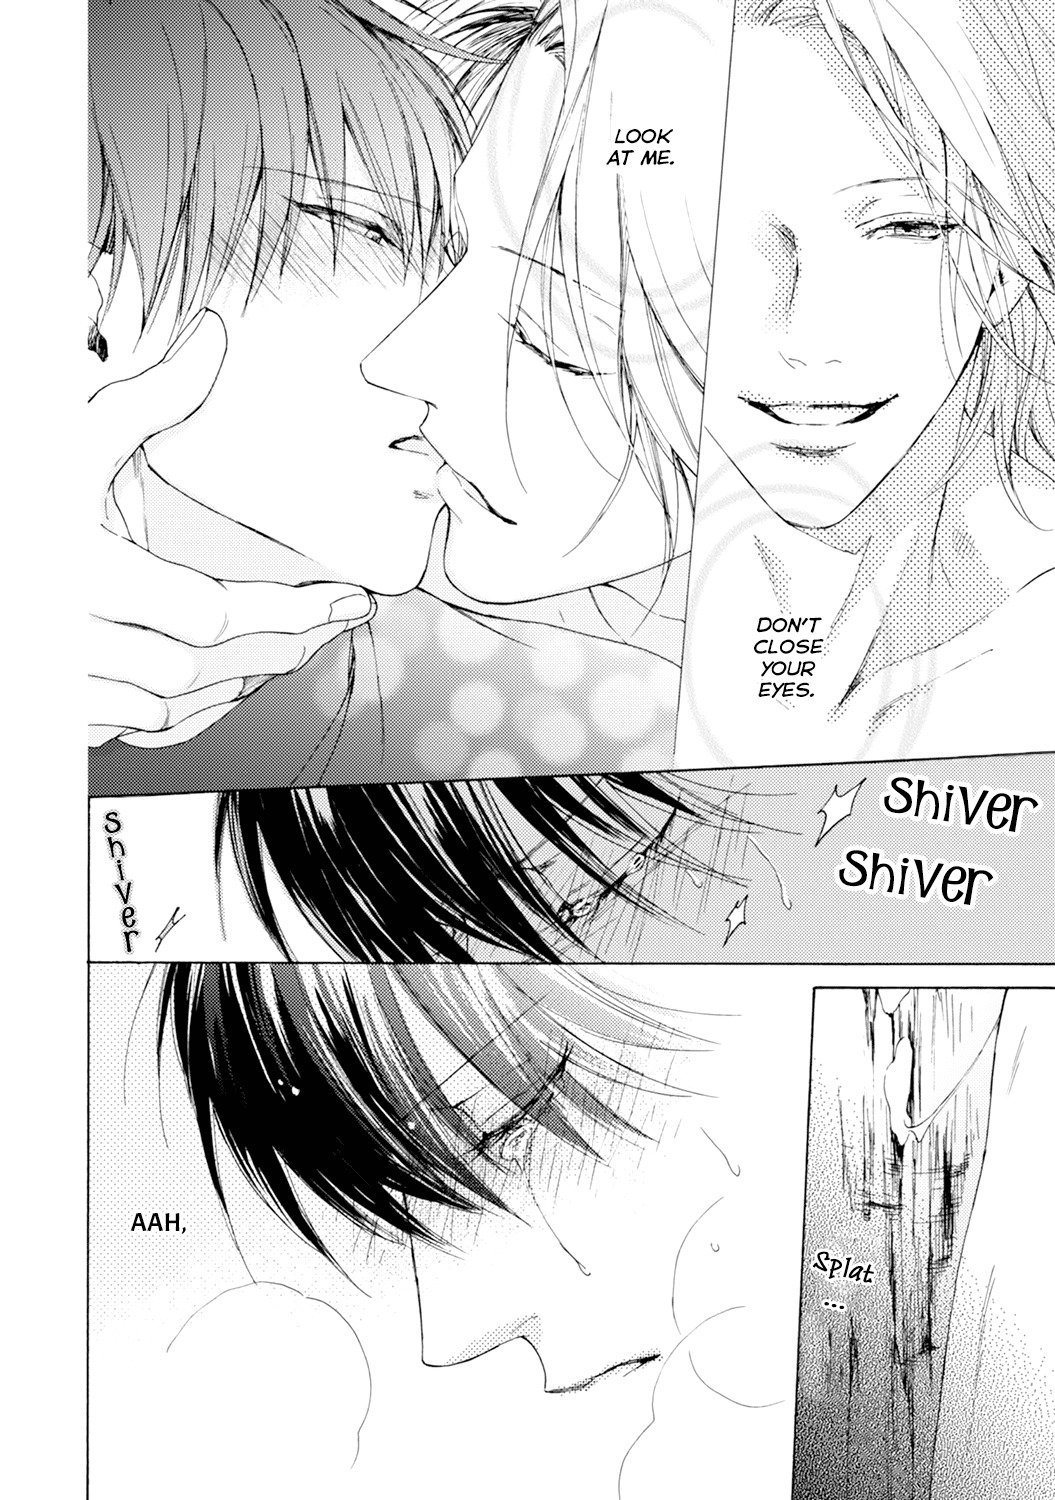 LOOK
AT ME.
DON'T
CLOSE
YOUR
EYES.
Shiver
Shiver
Shiver
AAH,
Splat
...